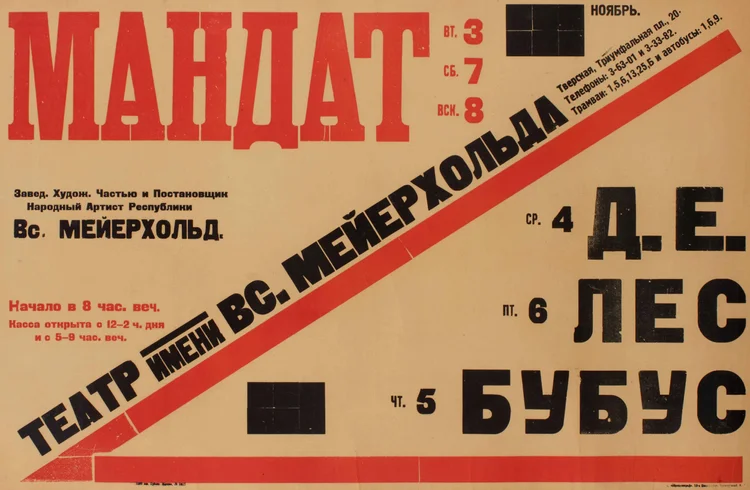 МАНДАТ
ВТ. 3
СБ. 7
ВСК. 8
НОЯБРЬ.
Тверская, Триумфальная пл., 20.
Телефоны: 3-63-01 и 3-33-82.
Трамваи: 1,5,6,13,25,Б и автобусы: 1,6,9.
Завед. Худож. Частью и Постановщик
Народный Артист Республики
Вс. МЕЙЕРХОЛЬД.
Начало в 8 час. веч.
Касса открыта с 12–2 ч. дня
и с 5–9 час. веч.
ТЕАТР ИМЕНИ ВС. МЕЙЕРХОЛЬДА
СР. 4 Д.Е.
ПТ. 6 ЛЕС
ЧТ. 5 БУБУС